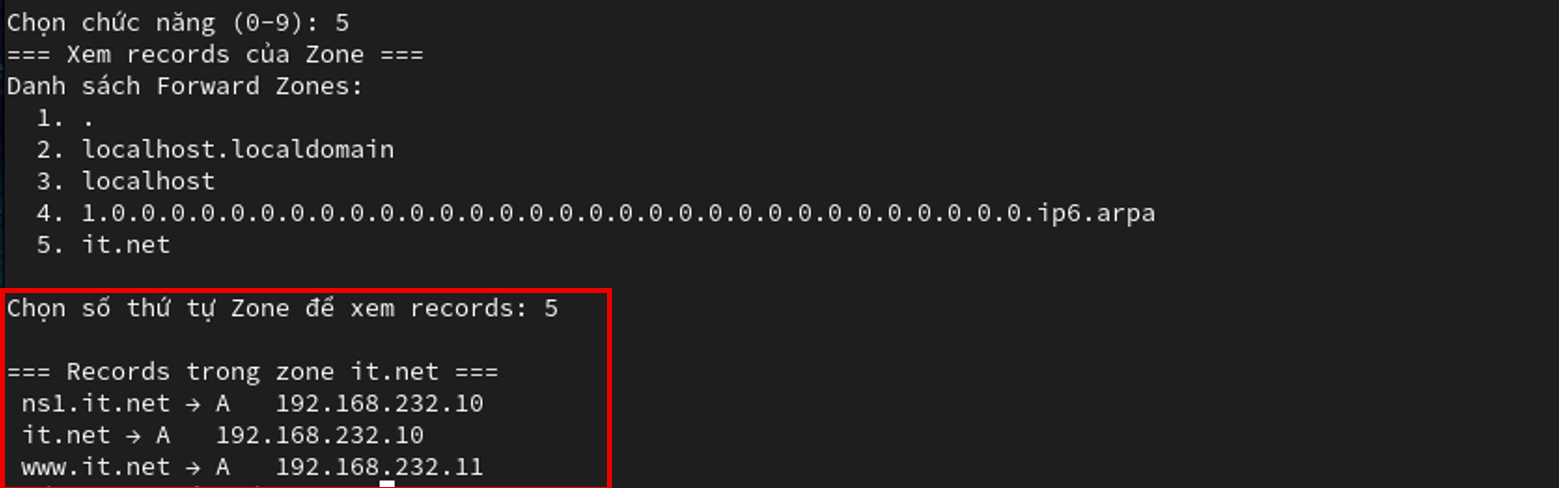 Chọn chức năng (0-9): 5
=== Xem records của Zone ===
Danh sách Forward Zones:
1. .
2. localhost.localdomain
3. localhost
4. 1.0.0.0.0.0.0.0.0.0.0.0.0.0.0.0.0.0.0.0.0.0.0.0.0.0.0.0.0.0.0.0.ip6.arpa
5. it.net
Chọn số thứ tự Zone để xem records: 5
=== Records trong zone it.net ===
ns1.it.net → A 192.168.232.10
it.net → A 192.168.232.10
www.it.net → A 192.168.232.11